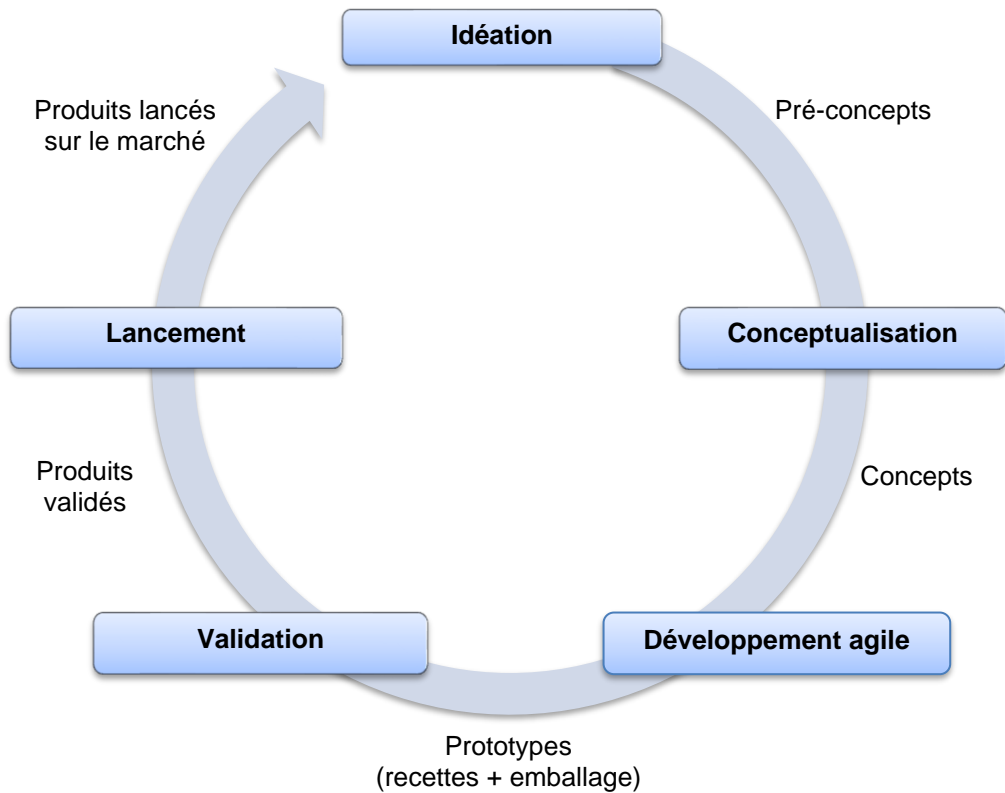 Idéation
Pré-concepts
Conceptualisation
Concepts
Développement agile
Prototypes
(recettes + emballage)
Validation
Produits
validés
Lancement
Produits lancés
sur le marché